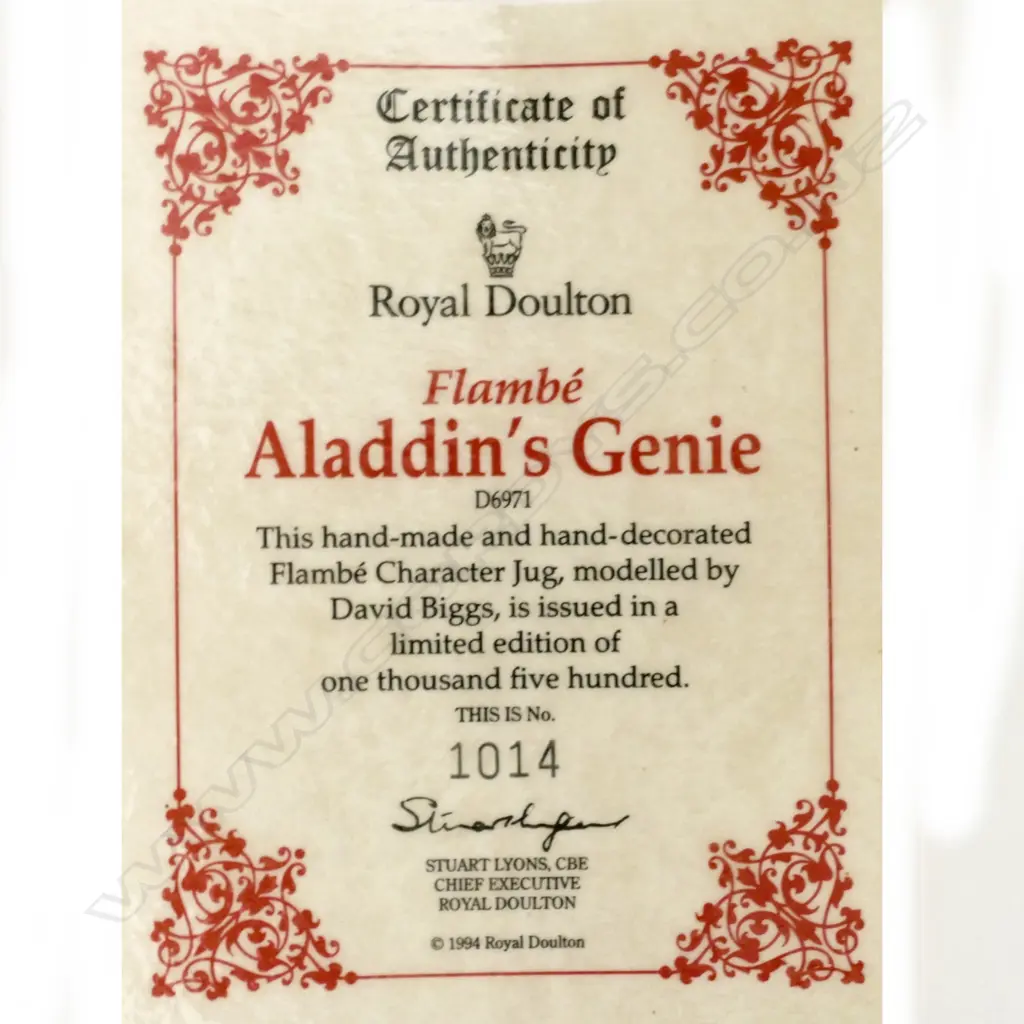 Certificate of
Authenticity
Royal Doulton
Flambé
Aladdin's Genie
D6971
This hand-made and hand-decorated
Flambé Character Jug, modelled by
David Biggs, is issued in a
limited edition of
one thousand five hundred.
THIS IS No.
1014
STUART LYONS, CBE
CHIEF EXECUTIVE
ROYAL DOULTON
© 1994 Royal Doulton